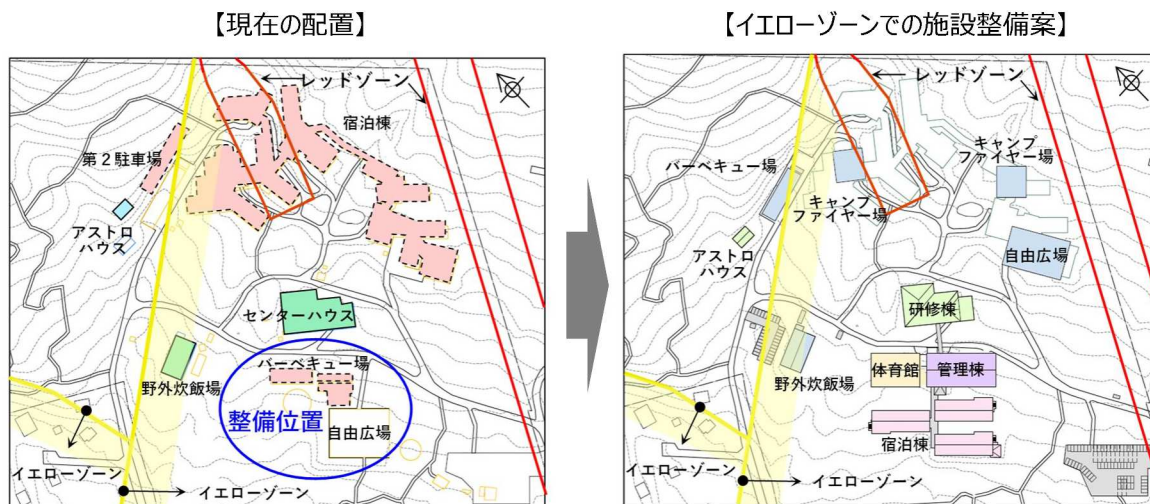 【現在の配置】
レッドゾーン
宿泊棟
第2駐車場
アストロ
ハウス
センターハウス
バーベキュー場
野外炊飯場
整備位置
自由広場
イエローゾーン
イエローゾーン
【イエローゾーンでの施設整備案】
レッドゾーン
キャンプ
ファイヤー場
バーベキュー場
キャンプ
ファイヤー場
アストロ
ハウス
自由広場
研修棟
体育館
管理棟
野外炊飯場
宿泊棟
イエローゾーン
イエローゾーン